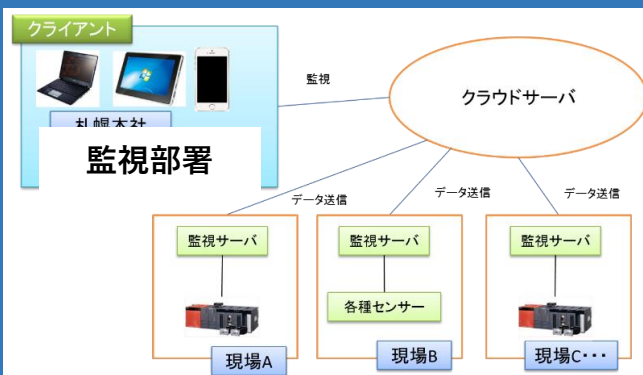 クライアント
監視
クラウドサーバ
札幌本社
監視部署
データ送信
データ送信
データ送信
監視サーバ
監視サーバ
監視サーバ
各種センサー
現場A
現場B
現場C・・・